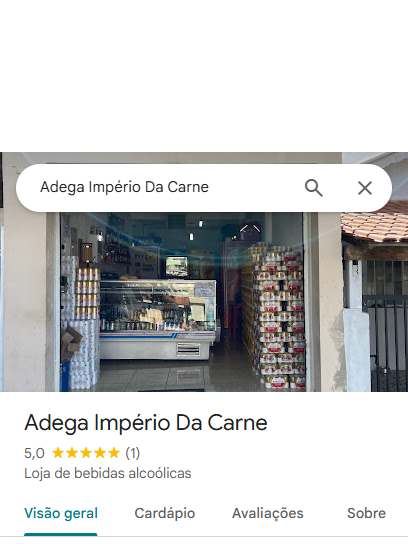 Adega Império Da Carne
Adega Império Da Carne
5,0 (1)
Loja de bebidas alcoólicas
Visão geral Cardápio Avaliações Sobre